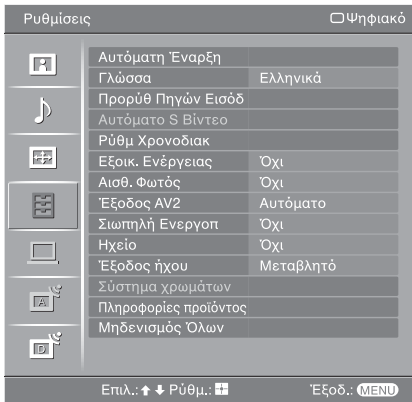 Ρυθμίσεις Ψηφιακό
Αυτόματη Έναρξη
Γλώσσα Ελληνικά
Προρύθ Πηγών Εισόδ
Αυτόματο S Βίντεο
Ρύθμ Χρονοδιακ
Εξοικ. Ενέργειας Όχι
Αισθ. Φωτός Όχι
Έξοδος AV2 Αυτόματο
Σιωπηλή Ενεργοπ Όχι
Ηχείο Όχι
Έξοδος ήχου Μεταβλητό
Σύστημα χρωμάτων
Πληροφορίες προϊόντος
Μηδενισμός Όλων
A
D
Επιλ.: Ρύθμ.: Έξοδ.: MENU